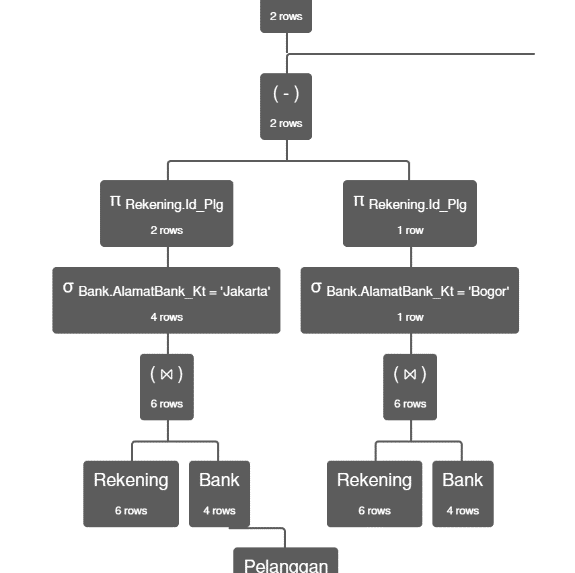 2 rows
( - )
2 rows
π Rekening.Id_Plg
2 rows
π Rekening.Id_Plg
1 row
σ Bank.AlamatBank_Kt = 'Jakarta'
4 rows
σ Bank.AlamatBank_Kt = 'Bogor'
1 row
( ⋈ )
6 rows
( ⋈ )
6 rows
Rekening
6 rows
Bank
4 rows
Rekening
6 rows
Bank
4 rows
Pelanggan